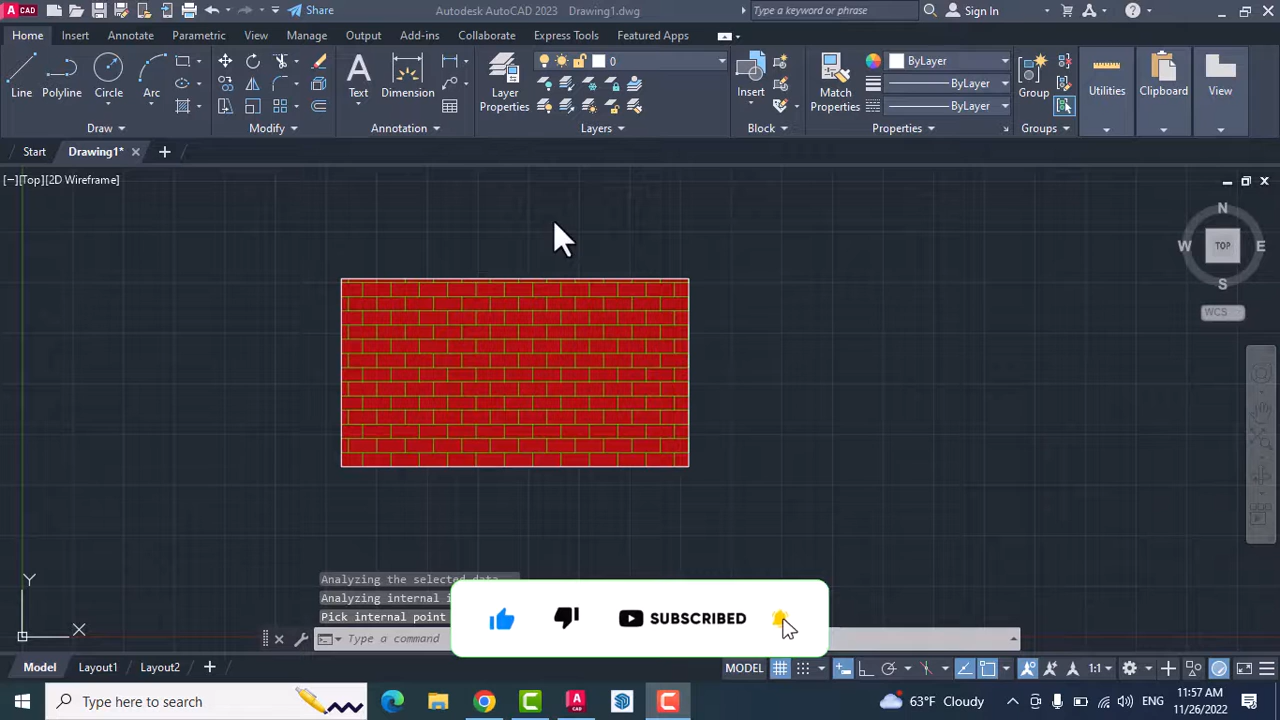 CAD
Share
Autodesk AutoCAD 2023 Drawing1.dwg
Type a keyword or phrase
Sign In
Home Insert Annotate Parametric View Manage Output Add-ins Collaborate Express Tools Featured Apps
Line Polyline Circle Arc
Text Dimension
Layer Properties
0
Insert
Match Properties
ByLayer
ByLayer
ByLayer
Group
Utilities Clipboard View
Draw Modify Annotation Layers Block Properties Groups
Start Drawing1*
[−][Top][2D Wireframe]
N
W TOP E
S
WCS
Y
X
Analyzing the selected data...
Analyzing internal i
Pick internal point
Type a command
SUBSCRIBED
Model Layout1 Layout2
MODEL
1:1
Type here to search
CAD
63°F Cloudy
ENG
11:57 AM
11/26/2022